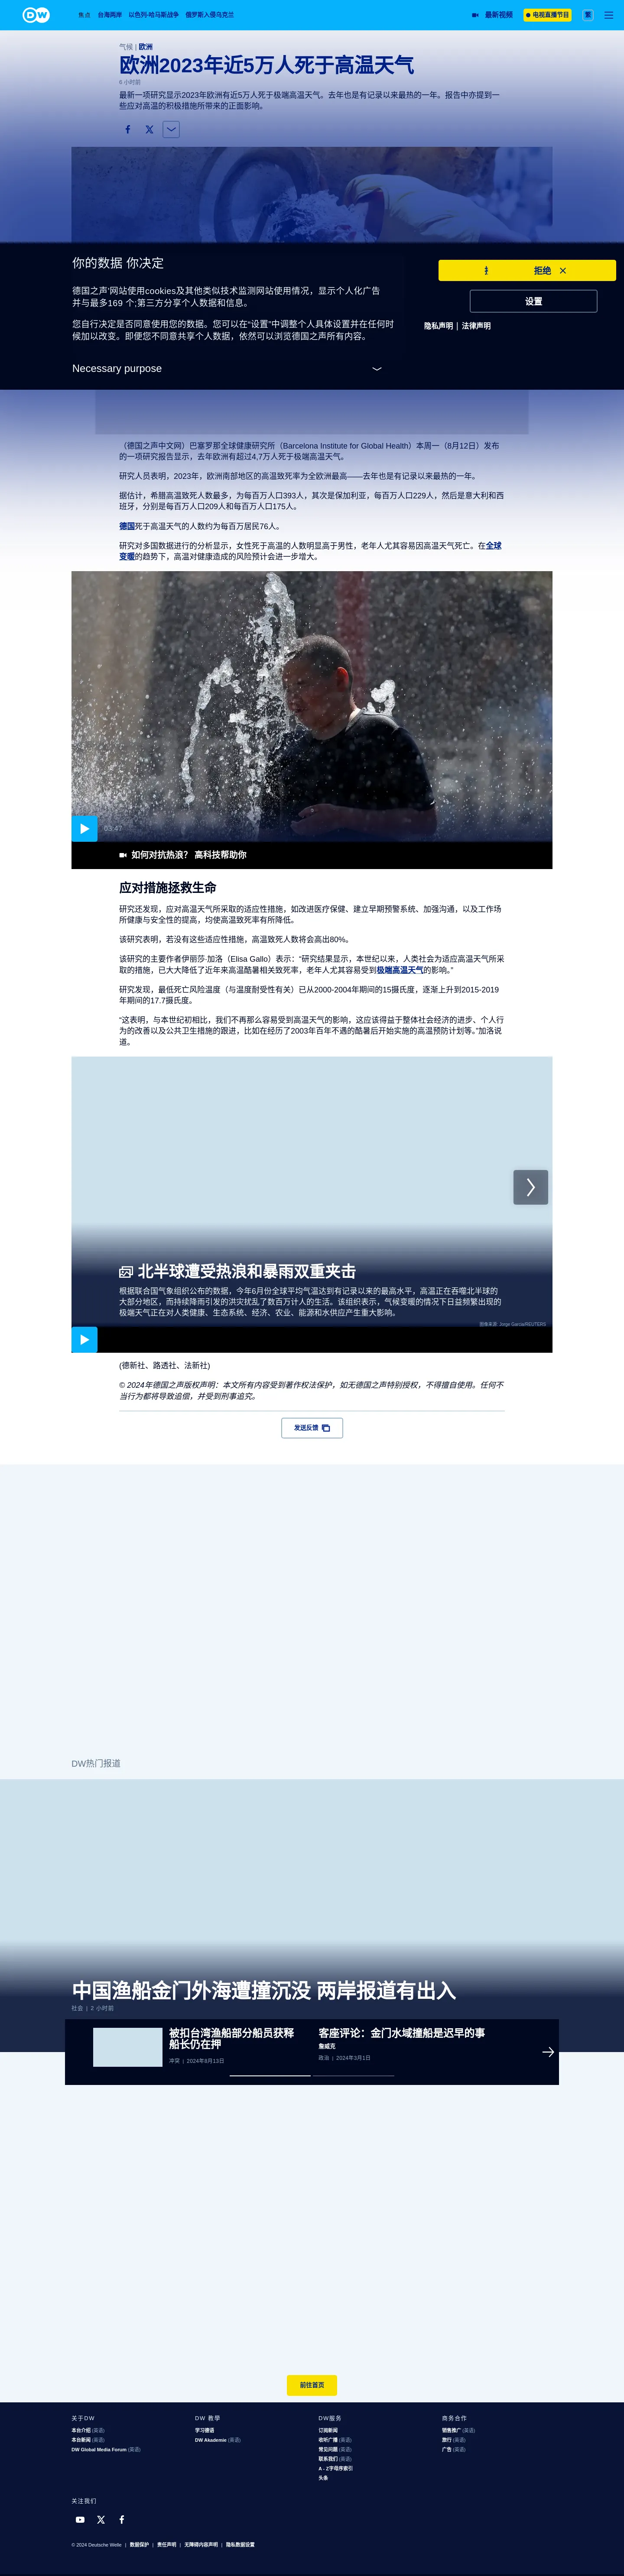 DW
焦点 台海两岸 以色列-哈马斯战争 俄罗斯入侵乌克兰 最新视频 电视直播节目 繁
气候 | 欧洲
欧洲2023年近5万人死于高温天气
6 小时前
最新一项研究显示2023年欧洲有近5万人死于极端高温天气。去年也是有记录以来最热的一年。报告中亦提到一
些应对高温的积极措施所带来的正面影响。
你的数据 你决定
拒绝
德国之声'网站使用cookies及其他类似技术监测网站使用情况，显示个人化广告
并与最多169 个;第三方分享个人数据和信息。
设置
您自行决定是否同意使用您的数据。您可以在"设置"中调整个人具体设置并在任何时
候加以改变。即便您不同意共享个人数据，依然可以浏览德国之声所有内容。
隐私声明 | 法律声明
Necessary purpose
（德国之声中文网）巴塞罗那全球健康研究所（Barcelona Institute for Global Health）本周一（8月12日）发布
的一项研究报告显示，去年欧洲有超过4,7万人死于极端高温天气。
研究人员表明，2023年，欧洲南部地区的高温致死率为全欧洲最高——去年也是有记录以来最热的一年。
据估计，希腊高温致死人数最多，为每百万人口393人，其次是保加利亚，每百万人口229人，然后是意大利和西
班牙，分别是每百万人口209人和每百万人口175人。
德国死于高温天气的人数约为每百万居民76人。
研究对多国数据进行的分析显示，女性死于高温的人数明显高于男性，老年人尤其容易因高温天气死亡。在全球
变暖的趋势下，高温对健康造成的风险预计会进一步增大。
03:47
如何对抗热浪？ 高科技帮助你
应对措施拯救生命
研究还发现，应对高温天气所采取的适应性措施，如改进医疗保健、建立早期预警系统、加强沟通，以及工作场
所健康与安全性的提高，均使高温致死率有所降低。
该研究表明，若没有这些适应性措施，高温致死人数将会高出80%。
该研究的主要作者伊丽莎·加洛（Elisa Gallo）表示："研究结果显示，本世纪以来，人类社会为适应高温天气所采
取的措施，已大大降低了近年来高温酷暑相关致死率，老年人尤其容易受到极端高温天气的影响。"
研究发现，最低死亡风险温度（与温度耐受性有关）已从2000-2004年期间的15摄氏度，逐渐上升到2015-2019
年期间的17.7摄氏度。
"这表明，与本世纪初相比，我们不再那么容易受到高温天气的影响，这应该得益于整体社会经济的进步、个人行
为的改善以及公共卫生措施的跟进，比如在经历了2003年百年不遇的酷暑后开始实施的高温预防计划等。"加洛说
道。
北半球遭受热浪和暴雨双重夹击
根据联合国气象组织公布的数据，今年6月份全球平均气温达到有记录以来的最高水平，高温正在吞噬北半球的
大部分地区，而持续降雨引发的洪灾扰乱了数百万计人的生活。该组织表示，气候变暖的情况下日益频繁出现的
极端天气正在对人类健康、生态系统、经济、农业、能源和水供应产生重大影响。
图像来源: Jorge Garcia/REUTERS
(德新社、路透社、法新社)
© 2024年德国之声版权声明：本文所有内容受到著作权法保护，如无德国之声特别授权，不得擅自使用。任何不
当行为都将导致追偿，并受到刑事追究。
发送反馈
DW热门报道
中国渔船金门外海遭撞沉没 两岸报道有出入
社会 | 2 小时前
被扣台湾渔船部分船员获释
船长仍在押
冲突 | 2024年8月13日
客座评论：金门水域撞船是迟早的事
詹威克
政治 | 2024年3月1日
前往首页
关于DW
本台介绍 (英语)
本台新闻 (英语)
DW Global Media Forum (英语)
DW 教學
学习德语
DW Akademie (英语)
DW服务
订阅新闻
收听广播 (英语)
常见问题 (英语)
联系我们 (英语)
A - Z字母序索引
头条
商务合作
销售推广 (英语)
旅行 (英语)
广告 (英语)
关注我们
© 2024 Deutsche Welle | 数据保护 | 责任声明 | 无障碍内容声明 | 隐私数据设置